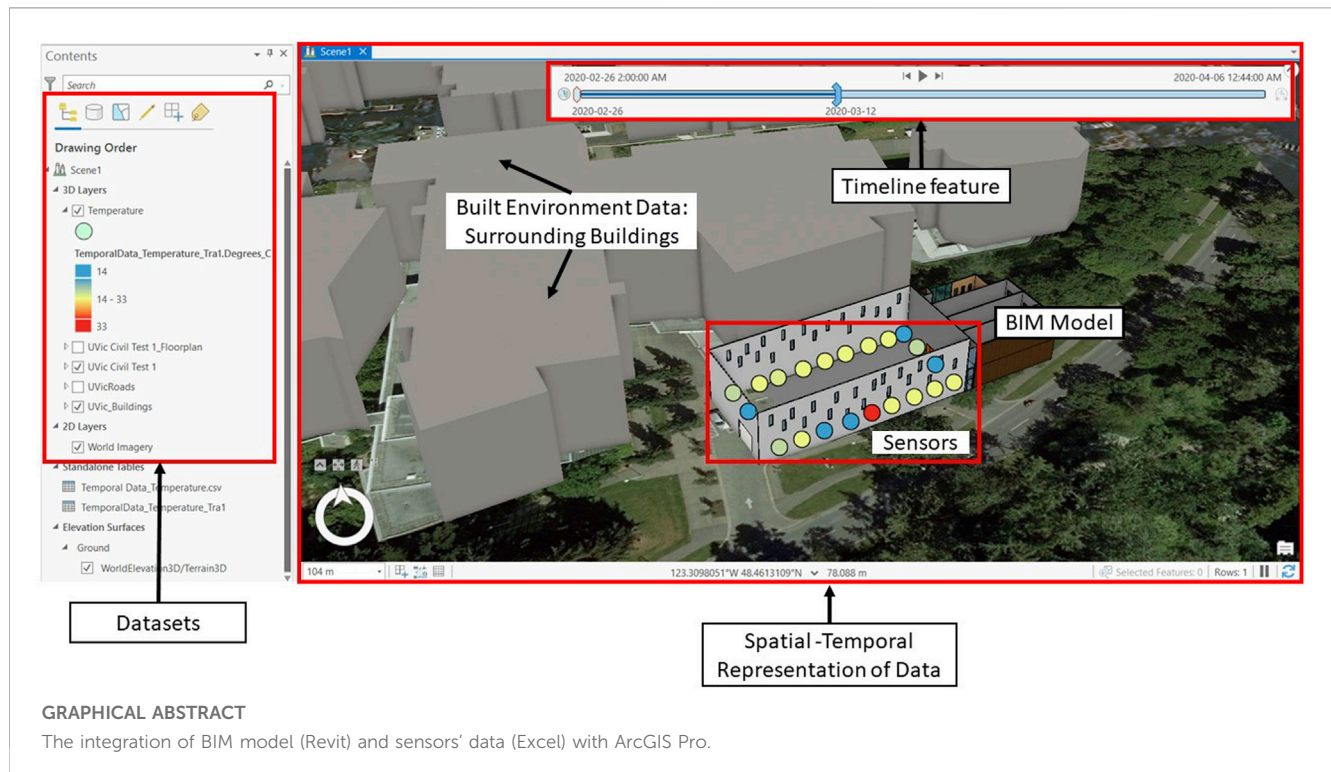 Contents
Search
Drawing Order
Scene1
3D Layers
Temperature
TemporalData_Temperature_Tra1.Degrees_C
14
14 - 33
33
UVic Civil Test 1_Floorplan
UVic Civil Test 1
UVicRoads
UVic_Buildings
2D Layers
World Imagery
Standalone Tables
Temporal Data_Temperature.csv
TemporalData_Temperature_Tra1
Elevation Surfaces
Ground
WorldElevation3D/Terrain3D
Datasets
Scene1
2020-02-26 2:00:00 AM
2020-04-06 12:44:00 AM
2020-02-26
2020-03-12
Timeline feature
Built Environment Data:
Surrounding Buildings
BIM Model
Sensors
104 m
123.3098051°W 48.4613109°N
78.088 m
Selected Features: 0
Rows: 1
Spatial -Temporal
Representation of Data
GRAPHICAL ABSTRACT
The integration of BIM model (Revit) and sensors’ data (Excel) with ArcGIS Pro.